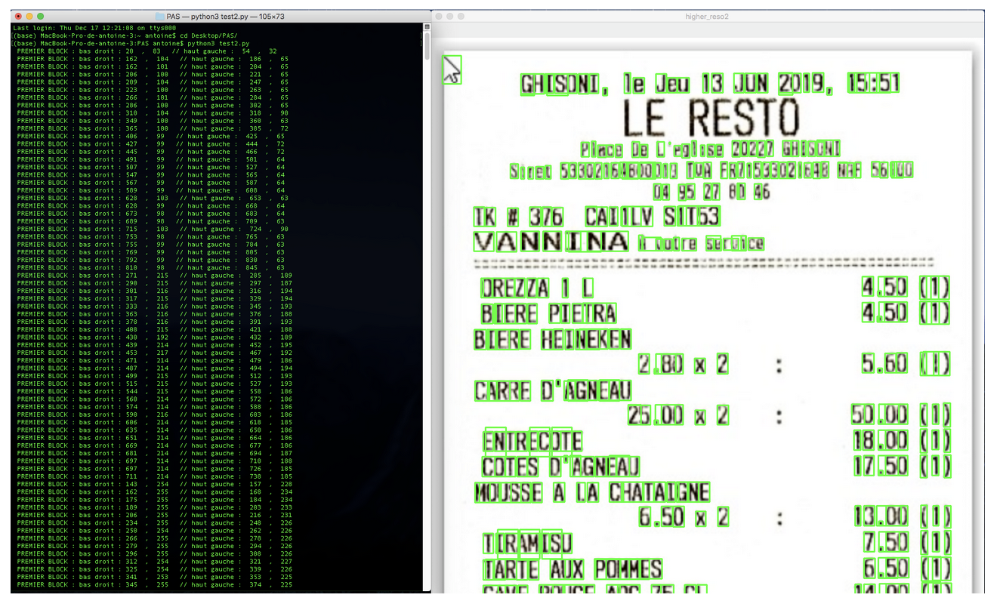 PAS — python3 test2.py — 105×73
Last login: Thu Dec 17 12:21:08 on ttys000
[(base) MacBook-Pro-de-antoine-3:~ antoine$ cd Desktop/PAS/ ]
[(base) MacBook-Pro-de-antoine-3:PAS antoine$ python3 test2.py ]
PREMIER BLOCK : bas droit : 20 , 83 // haut gauche : 54 , 32
PREMIER BLOCK : bas droit : 162 , 104 // haut gauche : 186 , 65
PREMIER BLOCK : bas droit : 162 , 101 // haut gauche : 204 , 65
PREMIER BLOCK : bas droit : 206 , 100 // haut gauche : 221 , 65
PREMIER BLOCK : bas droit : 209 , 104 // haut gauche : 247 , 65
PREMIER BLOCK : bas droit : 223 , 100 // haut gauche : 263 , 65
PREMIER BLOCK : bas droit : 266 , 101 // haut gauche : 284 , 65
PREMIER BLOCK : bas droit : 286 , 100 // haut gauche : 302 , 65
PREMIER BLOCK : bas droit : 310 , 104 // haut gauche : 318 , 90
PREMIER BLOCK : bas droit : 349 , 100 // haut gauche : 360 , 63
PREMIER BLOCK : bas droit : 365 , 100 // haut gauche : 385 , 72
PREMIER BLOCK : bas droit : 406 , 99 // haut gauche : 425 , 65
PREMIER BLOCK : bas droit : 427 , 99 // haut gauche : 444 , 72
PREMIER BLOCK : bas droit : 445 , 99 // haut gauche : 466 , 72
PREMIER BLOCK : bas droit : 491 , 99 // haut gauche : 501 , 64
PREMIER BLOCK : bas droit : 507 , 99 // haut gauche : 527 , 64
PREMIER BLOCK : bas droit : 547 , 99 // haut gauche : 565 , 64
PREMIER BLOCK : bas droit : 567 , 99 // haut gauche : 587 , 64
PREMIER BLOCK : bas droit : 589 , 99 // haut gauche : 608 , 64
PREMIER BLOCK : bas droit : 628 , 103 // haut gauche : 653 , 63
PREMIER BLOCK : bas droit : 628 , 99 // haut gauche : 668 , 64
PREMIER BLOCK : bas droit : 673 , 98 // haut gauche : 683 , 64
PREMIER BLOCK : bas droit : 689 , 98 // haut gauche : 709 , 63
PREMIER BLOCK : bas droit : 715 , 103 // haut gauche : 724 , 90
PREMIER BLOCK : bas droit : 753 , 98 // haut gauche : 765 , 63
PREMIER BLOCK : bas droit : 755 , 99 // haut gauche : 784 , 63
PREMIER BLOCK : bas droit : 769 , 99 // haut gauche : 805 , 63
PREMIER BLOCK : bas droit : 792 , 99 // haut gauche : 830 , 63
PREMIER BLOCK : bas droit : 810 , 98 // haut gauche : 845 , 63
PREMIER BLOCK : bas droit : 271 , 215 // haut gauche : 285 , 189
PREMIER BLOCK : bas droit : 290 , 215 // haut gauche : 297 , 187
PREMIER BLOCK : bas droit : 301 , 216 // haut gauche : 316 , 194
PREMIER BLOCK : bas droit : 317 , 215 // haut gauche : 329 , 194
PREMIER BLOCK : bas droit : 333 , 216 // haut gauche : 345 , 193
PREMIER BLOCK : bas droit : 363 , 216 // haut gauche : 376 , 188
PREMIER BLOCK : bas droit : 378 , 216 // haut gauche : 391 , 193
PREMIER BLOCK : bas droit : 408 , 215 // haut gauche : 421 , 188
PREMIER BLOCK : bas droit : 430 , 192 // haut gauche : 432 , 189
PREMIER BLOCK : bas droit : 439 , 214 // haut gauche : 452 , 195
PREMIER BLOCK : bas droit : 453 , 217 // haut gauche : 467 , 192
PREMIER BLOCK : bas droit : 471 , 214 // haut gauche : 479 , 186
PREMIER BLOCK : bas droit : 487 , 214 // haut gauche : 494 , 194
PREMIER BLOCK : bas droit : 499 , 215 // haut gauche : 512 , 193
PREMIER BLOCK : bas droit : 515 , 215 // haut gauche : 527 , 193
PREMIER BLOCK : bas droit : 544 , 215 // haut gauche : 558 , 186
PREMIER BLOCK : bas droit : 560 , 214 // haut gauche : 572 , 186
PREMIER BLOCK : bas droit : 574 , 214 // haut gauche : 588 , 186
PREMIER BLOCK : bas droit : 590 , 216 // haut gauche : 603 , 186
PREMIER BLOCK : bas droit : 606 , 214 // haut gauche : 618 , 185
PREMIER BLOCK : bas droit : 635 , 214 // haut gauche : 650 , 186
PREMIER BLOCK : bas droit : 651 , 214 // haut gauche : 664 , 186
PREMIER BLOCK : bas droit : 669 , 214 // haut gauche : 677 , 186
PREMIER BLOCK : bas droit : 681 , 214 // haut gauche : 694 , 187
PREMIER BLOCK : bas droit : 697 , 214 // haut gauche : 710 , 188
PREMIER BLOCK : bas droit : 697 , 214 // haut gauche : 726 , 185
PREMIER BLOCK : bas droit : 711 , 214 // haut gauche : 738 , 185
PREMIER BLOCK : bas droit : 143 , 254 // haut gauche : 157 , 228
PREMIER BLOCK : bas droit : 162 , 255 // haut gauche : 168 , 234
PREMIER BLOCK : bas droit : 175 , 255 // haut gauche : 184 , 234
PREMIER BLOCK : bas droit : 189 , 255 // haut gauche : 203 , 233
PREMIER BLOCK : bas droit : 206 , 255 // haut gauche : 216 , 231
PREMIER BLOCK : bas droit : 234 , 255 // haut gauche : 248 , 226
PREMIER BLOCK : bas droit : 250 , 254 // haut gauche : 262 , 226
PREMIER BLOCK : bas droit : 266 , 255 // haut gauche : 278 , 226
PREMIER BLOCK : bas droit : 279 , 255 // haut gauche : 294 , 226
PREMIER BLOCK : bas droit : 296 , 255 // haut gauche : 308 , 226
PREMIER BLOCK : bas droit : 312 , 254 // haut gauche : 321 , 227
PREMIER BLOCK : bas droit : 325 , 254 // haut gauche : 339 , 226
PREMIER BLOCK : bas droit : 341 , 253 // haut gauche : 353 , 225
PREMIER BLOCK : bas droit : 345 , 255 // haut gauche : 374 , 225
higher_reso2
GHISONI, le Jeu 13 JUN 2019, 15:51
LE RESTO
Place De L'eglise 20227 GHISONI
Siret 53302164800013 TVA FR71533021648 NAF 5610U
04 95 27 80 46
TK # 376 CAI1LV S1T53
VANNINA à votre service
OREZZA 1 L 4.50 (1)
BIERE PIETRA 4.50 (1)
BIERE HEINEKEN
2.80 x 2 : 5.60 (1)
CARRE D'AGNEAU
25.00 x 2 : 50.00 (1)
ENTRECOTE 18.00 (1)
COTES D'AGNEAU 17.50 (1)
MOUSSE A LA CHATAIGNE
6.50 x 2 : 13.00 (1)
TIRAMISU 7.50 (1)
TARTE AUX POMMES 6.50 (1)
CAVE ROUGE AOC 75 CL 14.00 (1)